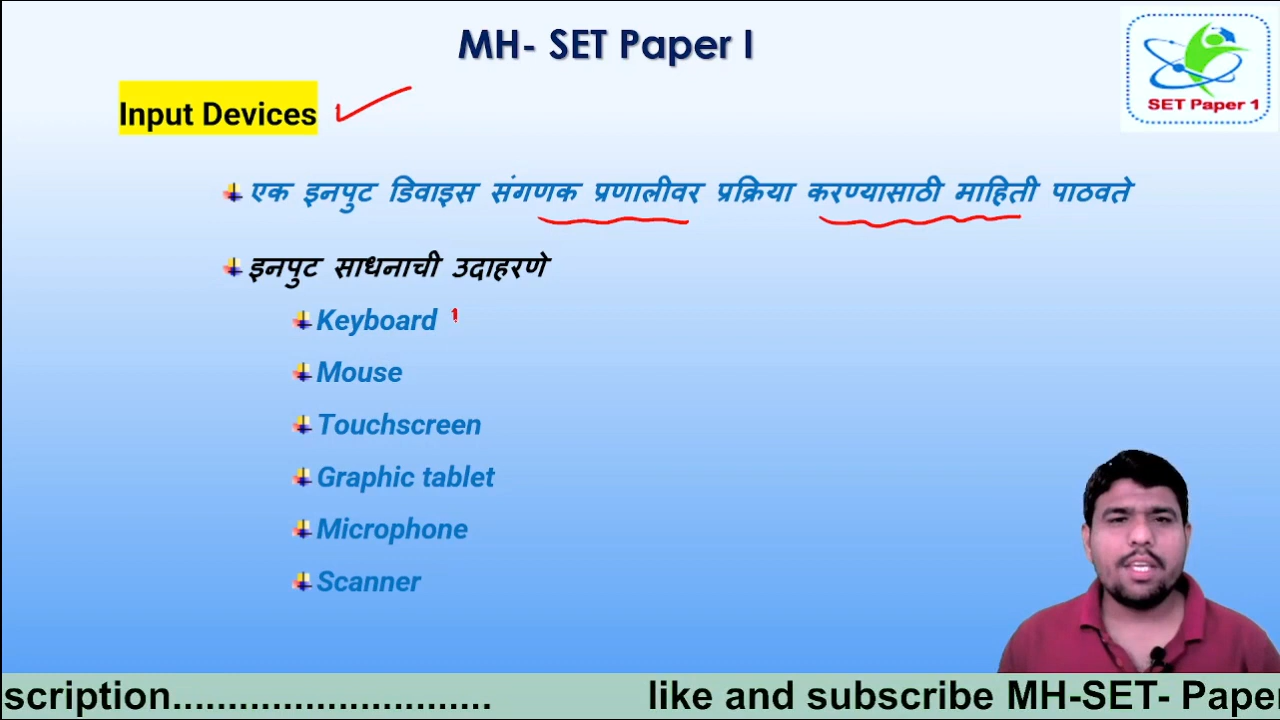 MH- SET Paper I
SET Paper 1
Input Devices
एक इनपुट डिवाइस संगणक प्रणालीवर प्रक्रिया करण्यासाठी माहिती पाठवते
इनपुट साधनाची उदाहरणे
Keyboard
Mouse
Touchscreen
Graphic tablet
Microphone
Scanner
scription............................. like and subscribe MH-SET- Paper